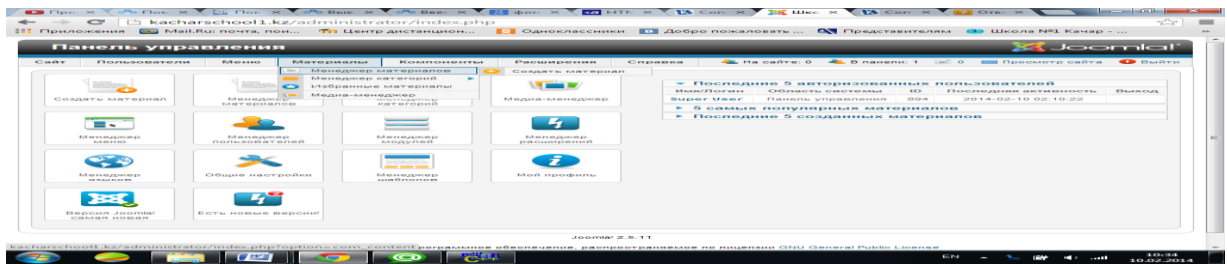 kacharschool1.kz/administrator/index.php
Приложения Mail.Ru: почта, пои... Центр дистанцион... Одноклассники Добро пожаловать ... Представителям Школа №1 Качар - ...
Панель управления
Joomla!
Сайт Пользователи Меню Материалы Компоненты Расширения Справка На сайте: 0 В панели: 1 0 Просмотр сайта Выйти
Менеджер материалов Создать материал
Менеджер категорий
Избранные материалы
Медиа-менеджер
Создать материал
Менеджер материалов
категорий
Медиа-менеджер
Последние 5 авторизованных пользователей
Имя/Логин Область системы ID Последняя активность Выход
Super User Панель управления 894 2014-02-10 02:10:22
5 самых популярных материалов
Последние 5 созданных материалов
Менеджер меню
Менеджер пользователей
Менеджер модулей
Менеджер расширений
Менеджер языков
Общие настройки
Менеджер шаблонов
Мой профиль
Версия Joomla! самая новая
Есть новые версии!
Joomla! 2.5.11
kacharschool1.kz/administrator/index.php?option=com_content
программное обеспечение, распространяемое по лицензии GNU General Public License
EN
10:34
10.02.2014